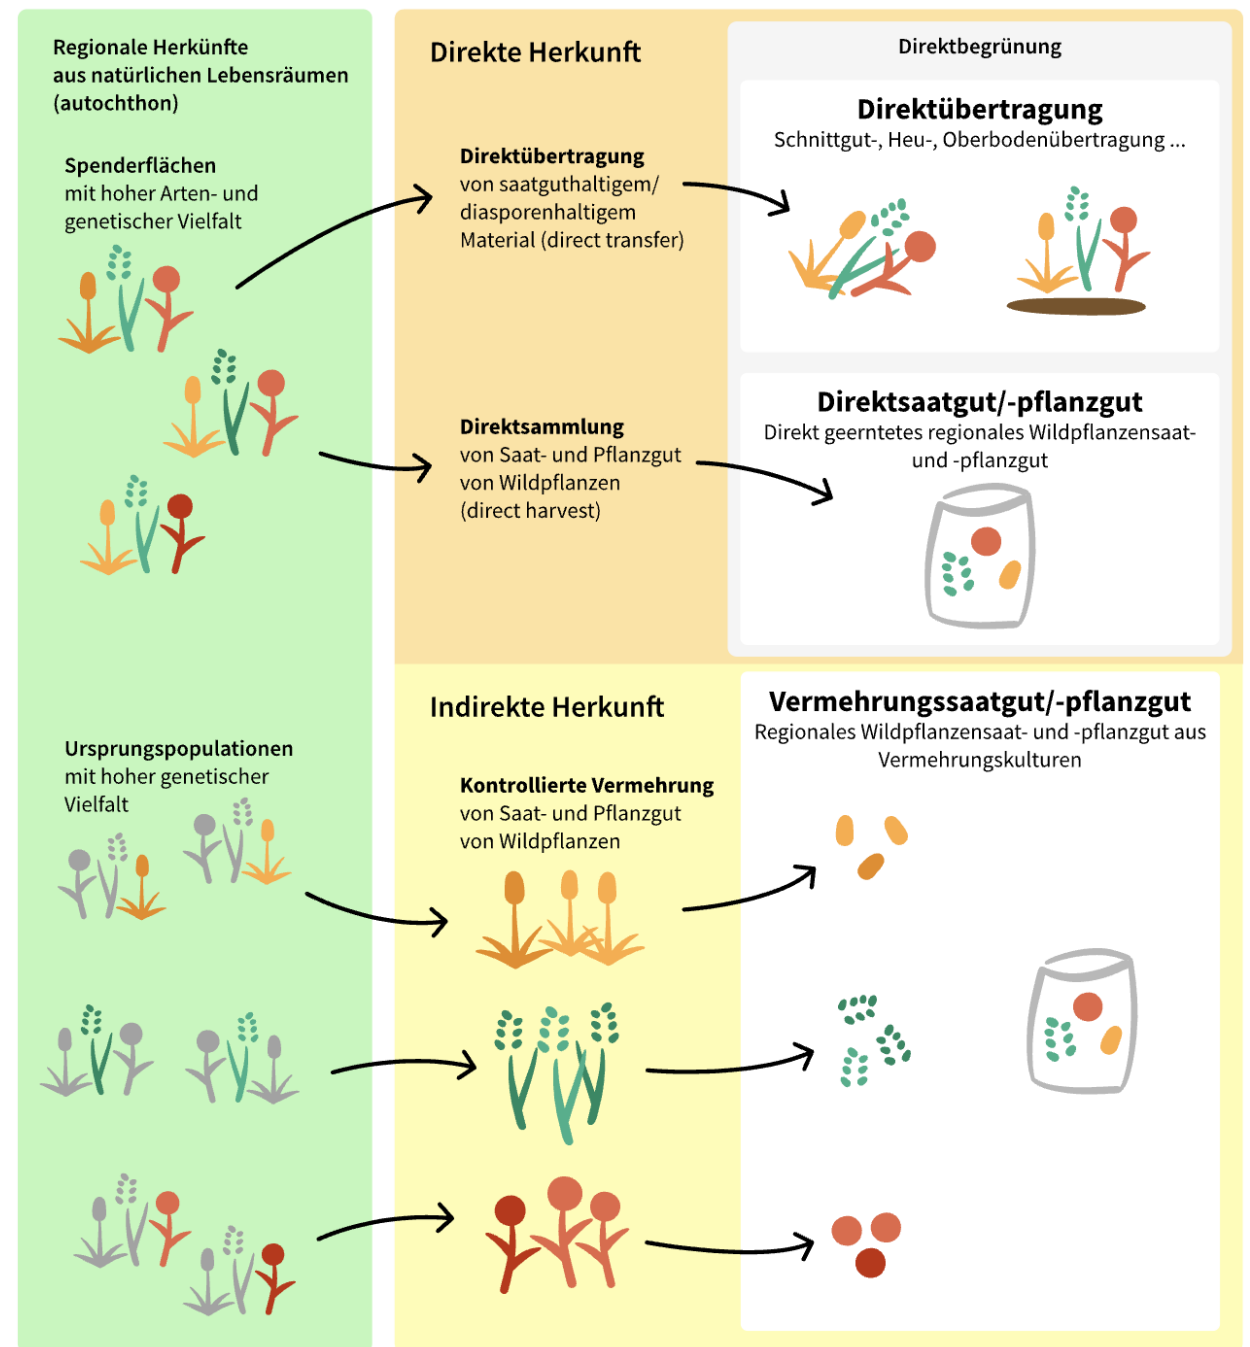 Regionale Herkünfte
aus natürlichen Lebensräumen
(autochthon)
Spenderflächen
mit hoher Arten- und
genetischer Vielfalt
Ursprungspopulationen
mit hoher genetischer
Vielfalt
Direkte Herkunft
Direktübertragung
von saatguthaltigem/
diasporenhaltigem
Material (direct transfer)
Direktsammlung
von Saat- und Pflanzgut
von Wildpflanzen
(direct harvest)
Direktbegrünung
Direktübertragung
Schnittgut-, Heu-, Oberbodenübertragung ...
Direktsaatgut/-pflanzgut
Direkt geerntetes regionales Wildpflanzensaat-
und -pflanzgut
Indirekte Herkunft
Kontrollierte Vermehrung
von Saat- und Pflanzgut
von Wildpflanzen
Vermehrungssaatgut/-pflanzgut
Regionales Wildpflanzensaat- und -pflanzgut aus
Vermehrungskulturen